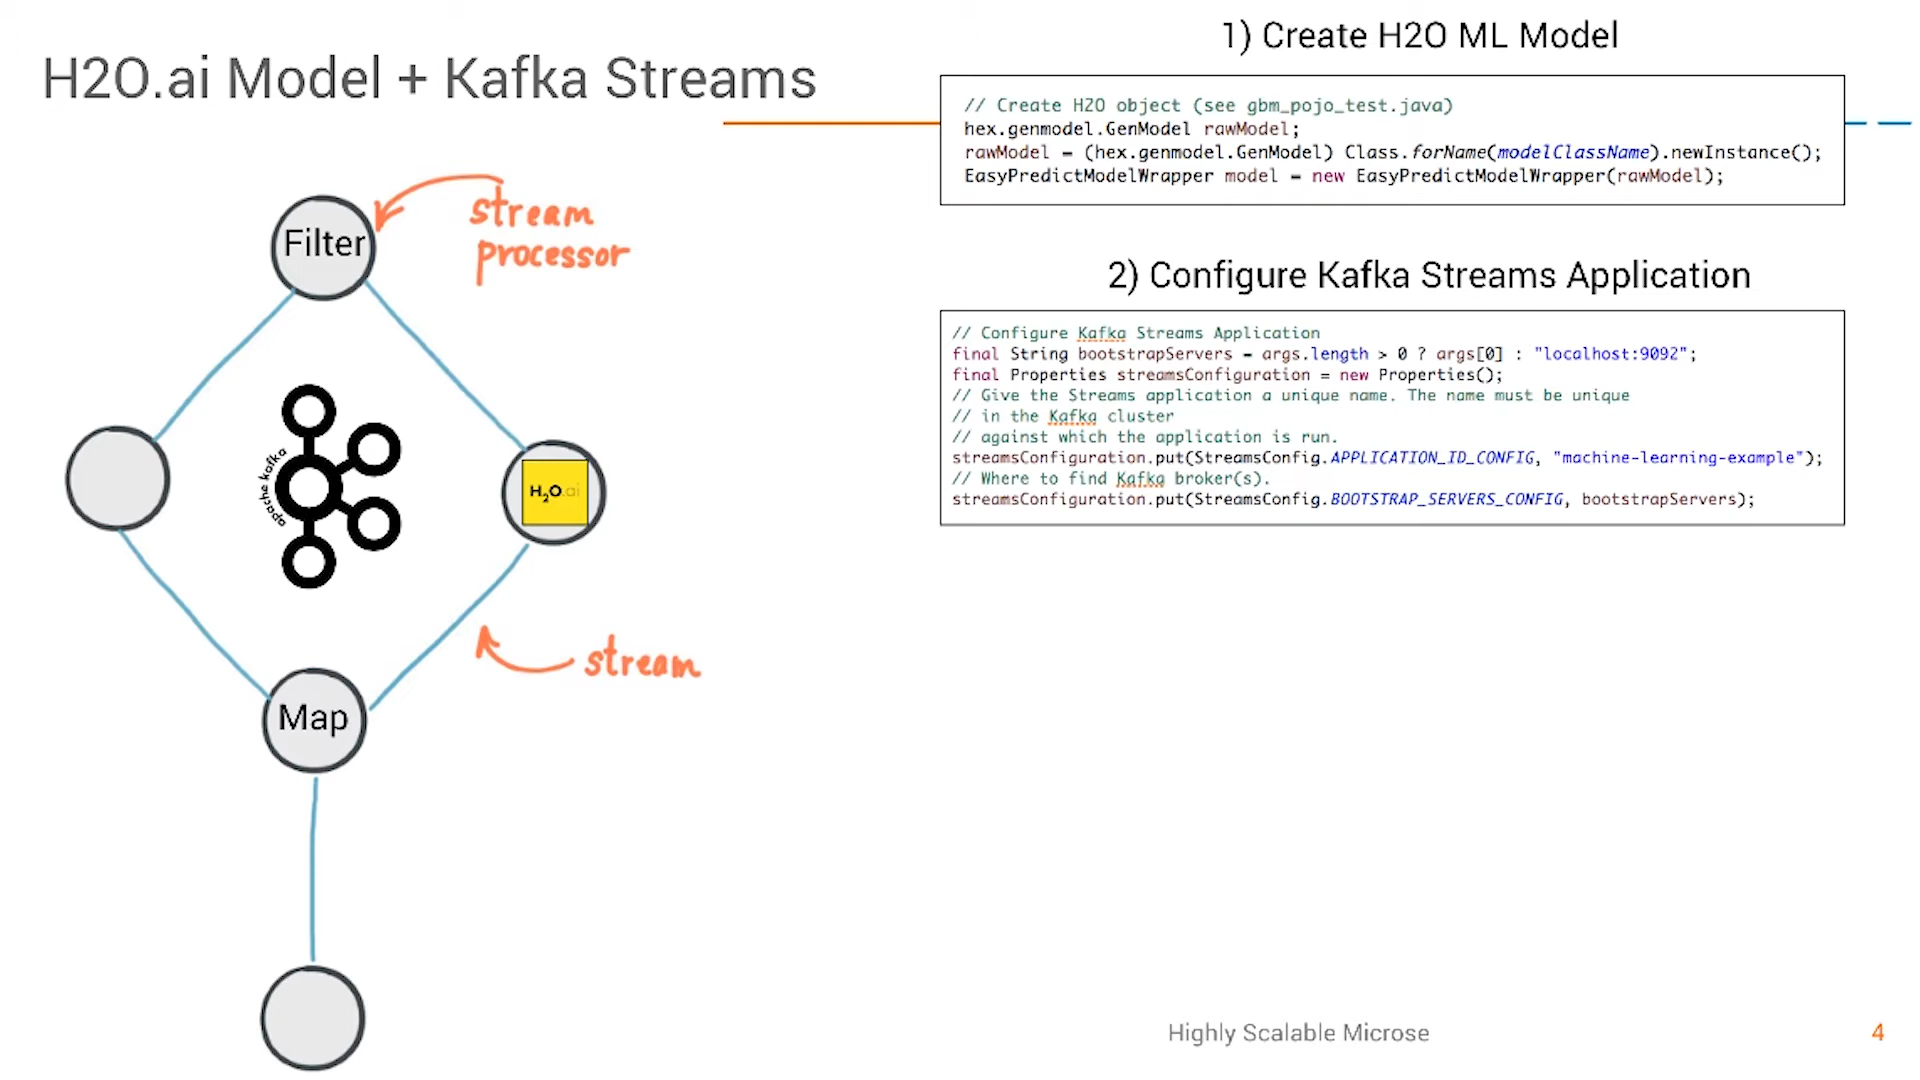 H2O.ai Model + Kafka Streams
1) Create H2O ML Model
// Create H2O object (see gbm_pojo_test.java)
hex.genmodel.GenModel rawModel;
rawModel = (hex.genmodel.GenModel) Class.forName(modelClassName).newInstance();
EasyPredictModelWrapper model = new EasyPredictModelWrapper(rawModel);
2) Configure Kafka Streams Application
// Configure Kafka Streams Application
final String bootstrapServers = args.length > 0 ? args[0] : "localhost:9092";
final Properties streamsConfiguration = new Properties();
// Give the Streams application a unique name. The name must be unique
// in the Kafka cluster
// against which the application is run.
streamsConfiguration.put(StreamsConfig.APPLICATION_ID_CONFIG, "machine-learning-example");
// Where to find Kafka broker(s).
streamsConfiguration.put(StreamsConfig.BOOTSTRAP_SERVERS_CONFIG, bootstrapServers);
Filter
stream
processor
apache kafka
H2O.ai
stream
Map
Highly Scalable Microse
4